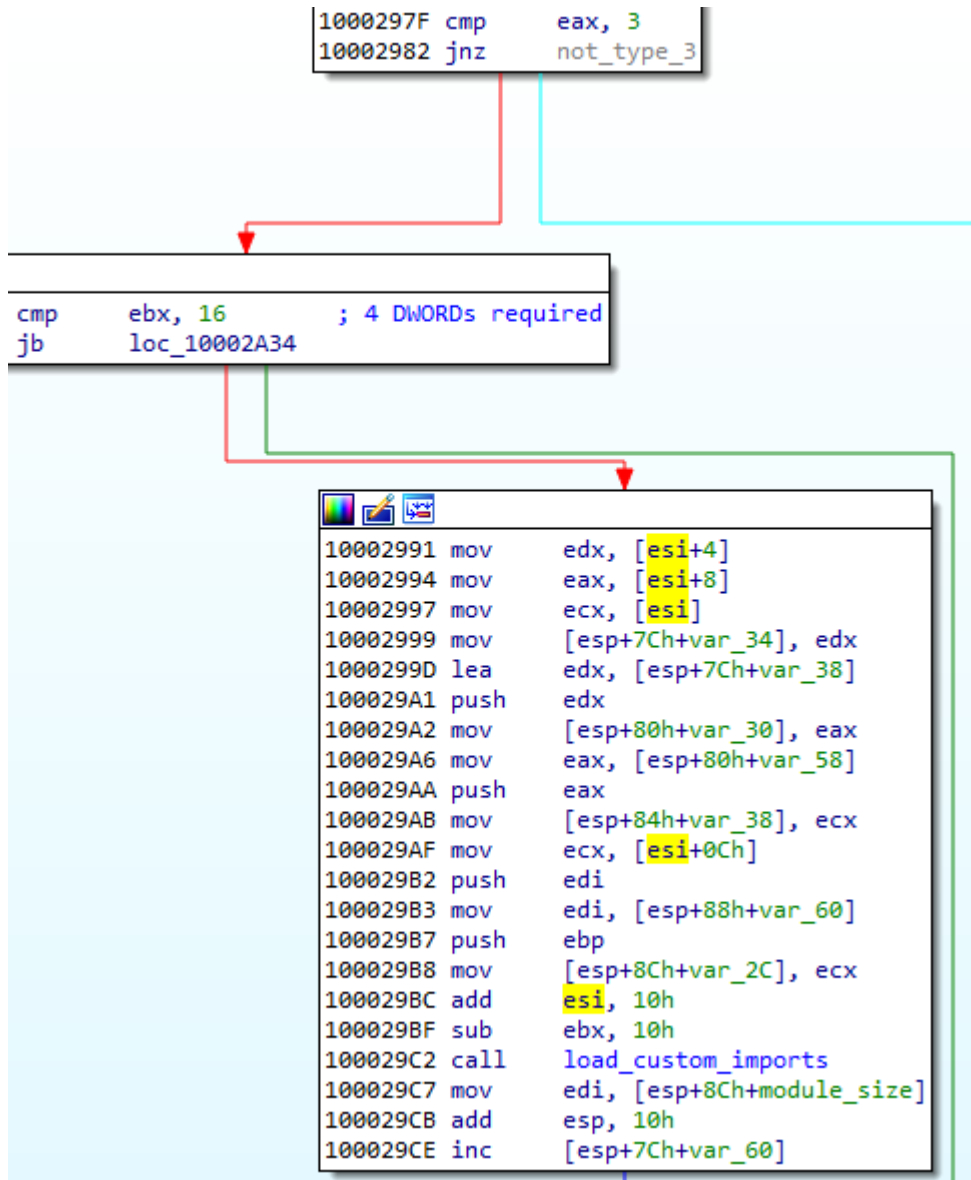 1000297F cmp eax, 3
10002982 jnz not_type_3
cmp ebx, 16 ; 4 DWORDs required
jb loc_10002A34
10002991 mov edx, [esi+4]
10002994 mov eax, [esi+8]
10002997 mov ecx, [esi]
10002999 mov [esp+7Ch+var_34], edx
1000299D lea edx, [esp+7Ch+var_38]
100029A1 push edx
100029A2 mov [esp+80h+var_30], eax
100029A6 mov eax, [esp+80h+var_58]
100029AA push eax
100029AB mov [esp+84h+var_38], ecx
100029AF mov ecx, [esi+0Ch]
100029B2 push edi
100029B3 mov edi, [esp+88h+var_60]
100029B7 push ebp
100029B8 mov [esp+8Ch+var_2C], ecx
100029BC add esi, 10h
100029BF sub ebx, 10h
100029C2 call load_custom_imports
100029C7 mov edi, [esp+8Ch+module_size]
100029CB add esp, 10h
100029CE inc [esp+7Ch+var_60]